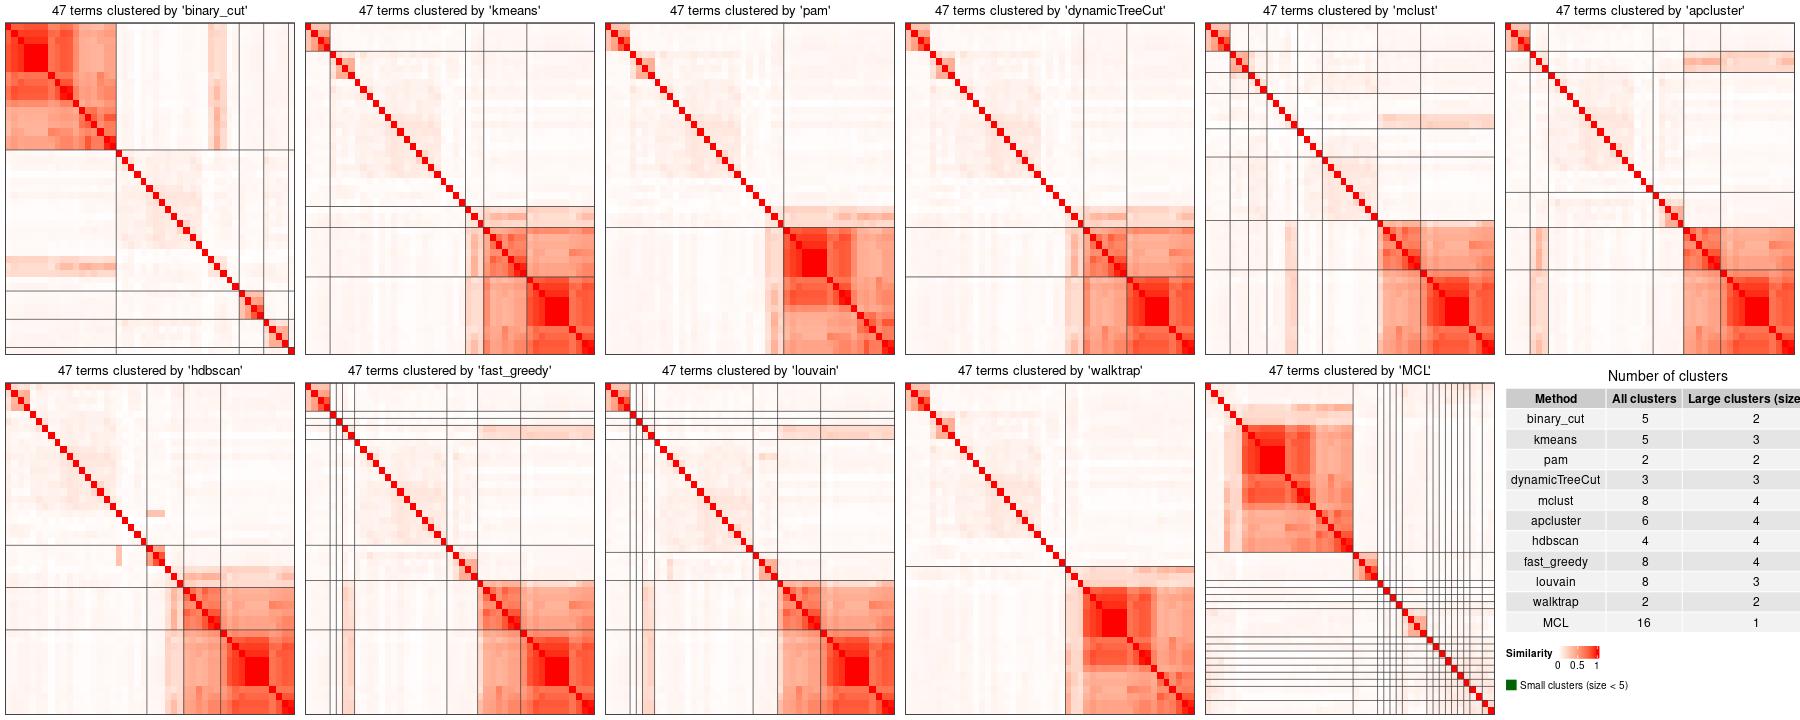 47 terms clustered by 'binary_cut'
47 terms clustered by 'kmeans'
47 terms clustered by 'pam'
47 terms clustered by 'dynamicTreeCut'
47 terms clustered by 'mclust'
47 terms clustered by 'apcluster'
47 terms clustered by 'hdbscan'
47 terms clustered by 'fast_greedy'
47 terms clustered by 'louvain'
47 terms clustered by 'walktrap'
47 terms clustered by 'MCL'
Number of clusters
Method All clusters Large clusters (size
binary_cut 5 2
kmeans 5 3
pam 2 2
dynamicTreeCut 3 3
mclust 8 4
apcluster 6 4
hdbscan 4 4
fast_greedy 8 4
louvain 8 3
walktrap 2 2
MCL 16 1
Similarity
0 0.5 1
Small clusters (size < 5)